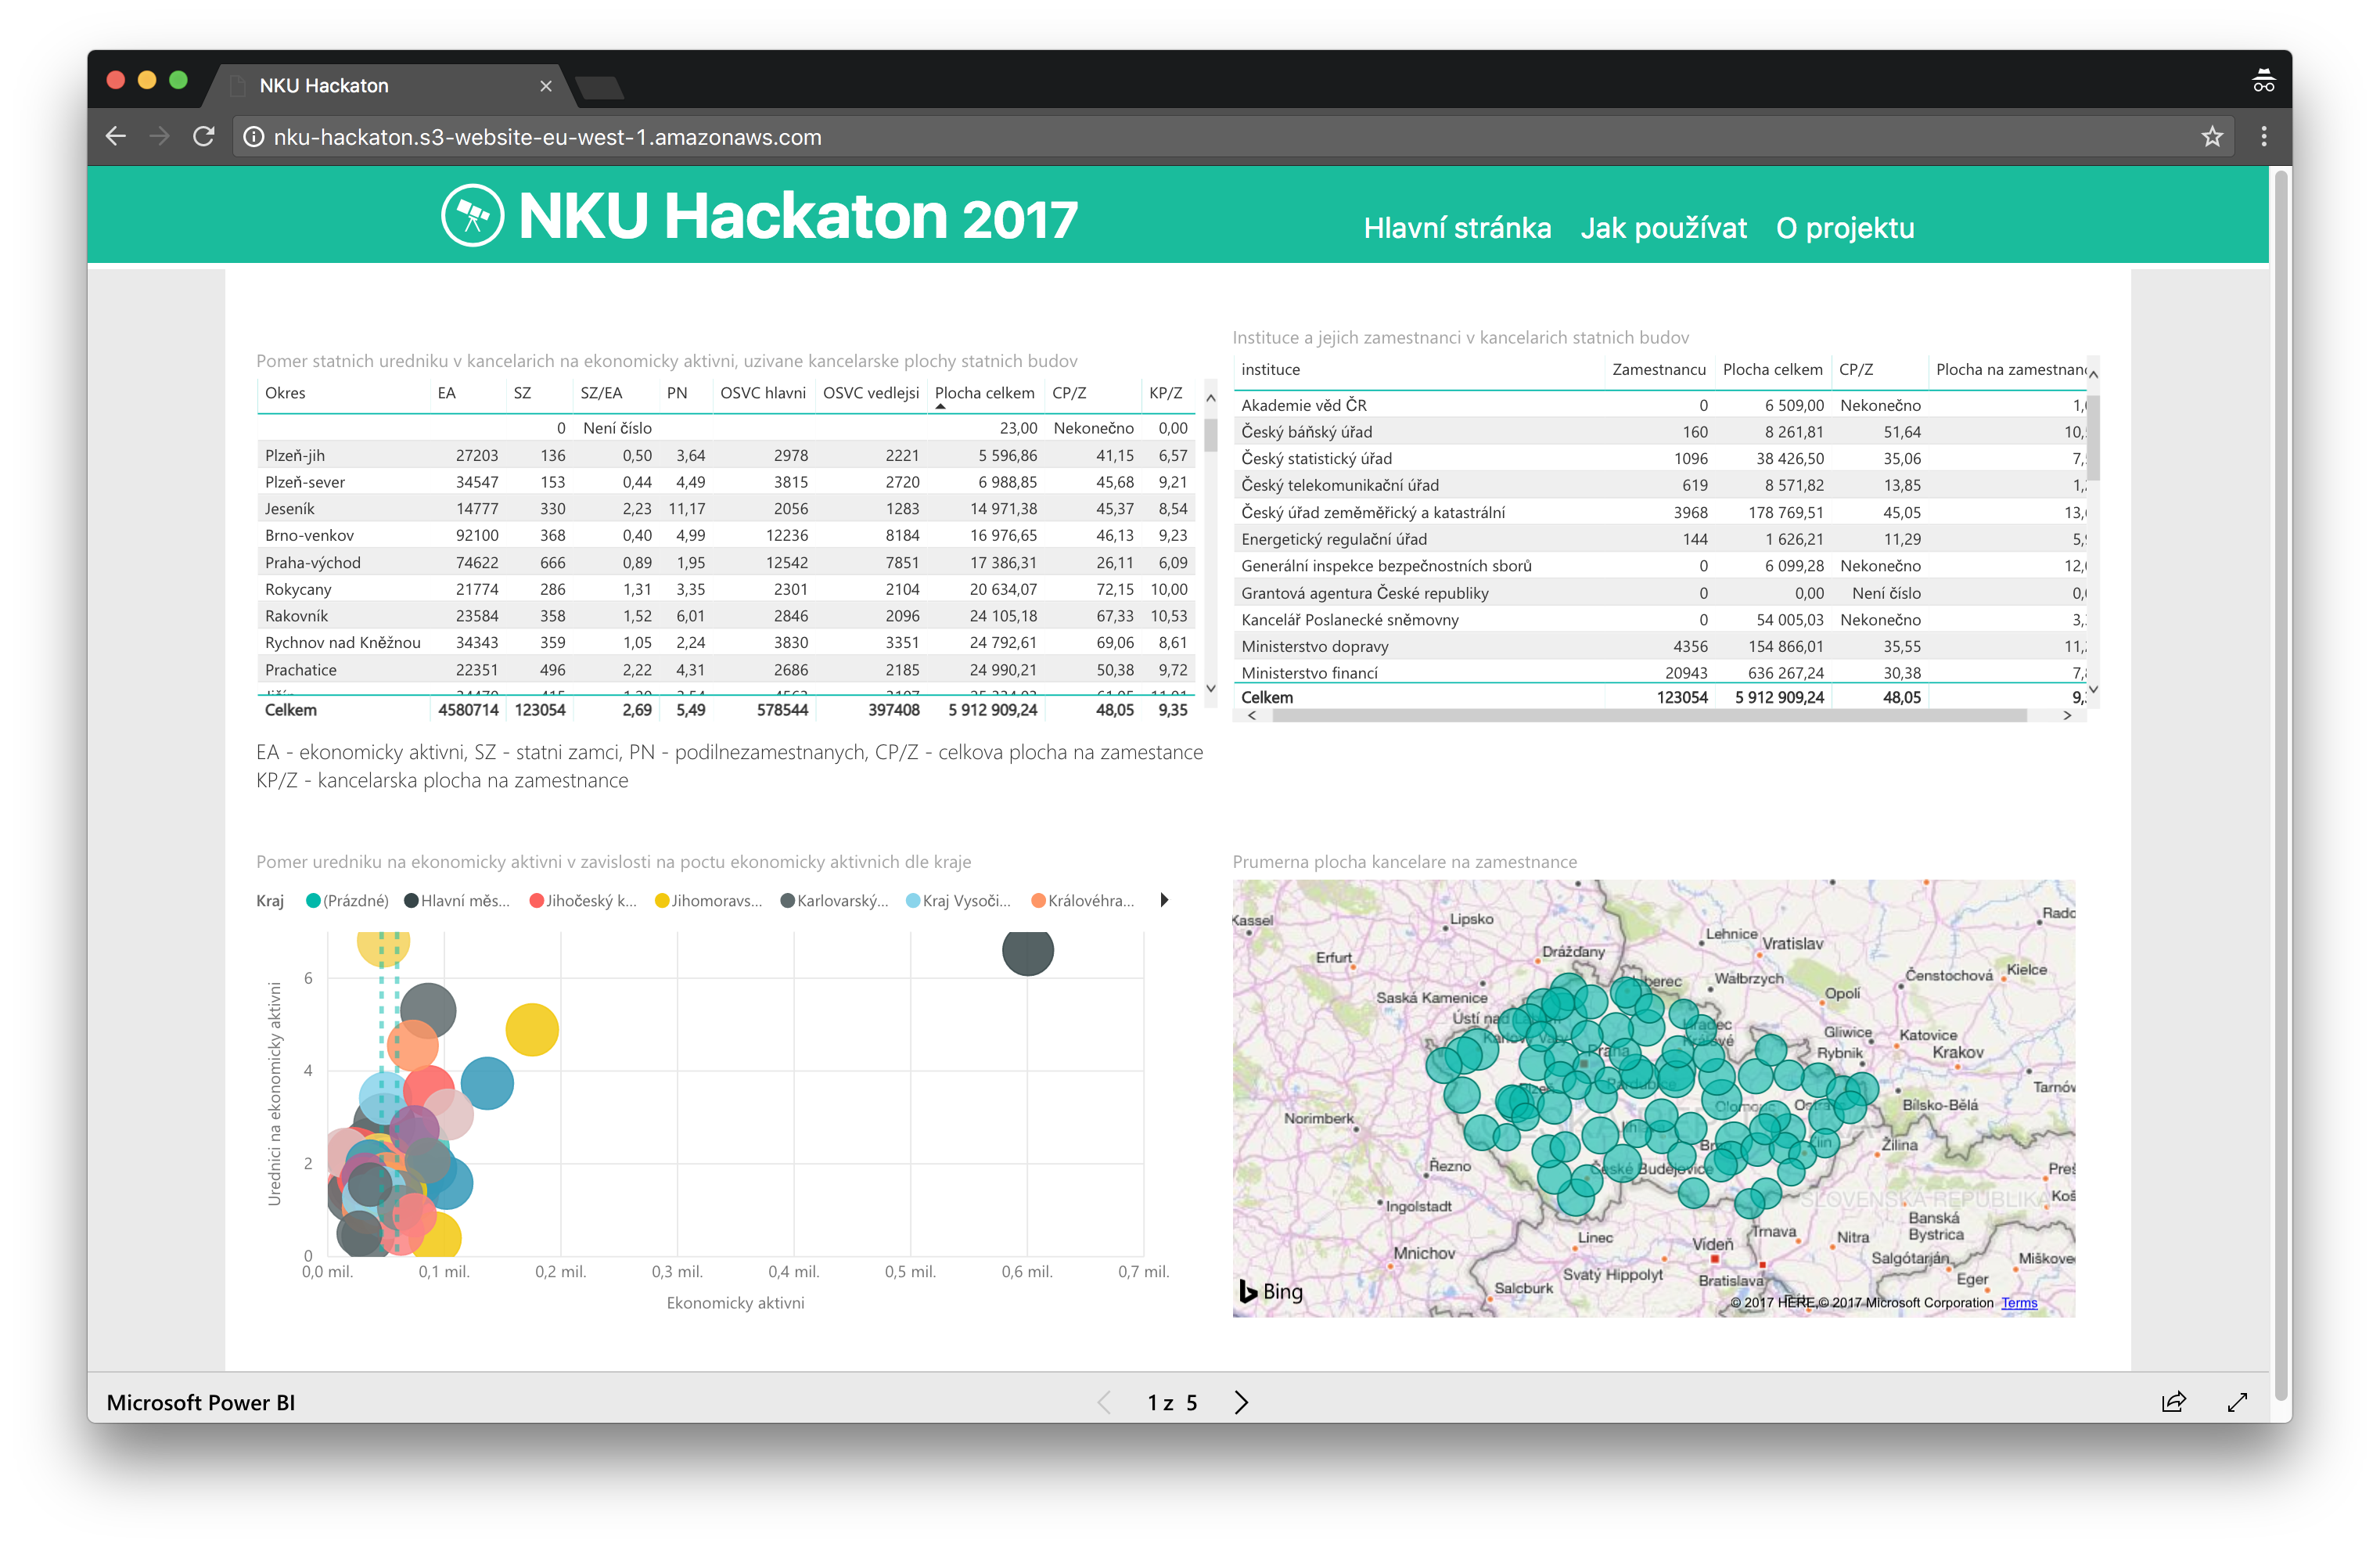 NKU Hackaton
nku-hackaton.s3-website-eu-west-1.amazonaws.com
NKU Hackaton 2017
Hlavní stránka Jak používat O projektu
Pomer statnich uredniku v kancelarich na ekonomicky aktivni, uzivane kancelarske plochy statnich budov
Okres EA SZ SZ/EA PN OSVC hlavni OSVC vedlejsi Plocha celkem CP/Z KP/Z
0 Není číslo 23,00 Nekonečno 0,00
Plzeň-jih 27203 136 0,50 3,64 2978 2221 5 596,86 41,15 6,57
Plzeň-sever 34547 153 0,44 4,49 3815 2720 6 988,85 45,68 9,21
Jeseník 14777 330 2,23 11,17 2056 1283 14 971,38 45,37 8,54
Brno-venkov 92100 368 0,40 4,99 12236 8184 16 976,65 46,13 9,23
Praha-východ 74622 666 0,89 1,95 12542 7851 17 386,31 26,11 6,09
Rokycany 21774 286 1,31 3,35 2301 2104 20 634,07 72,15 10,00
Rakovník 23584 358 1,52 6,01 2846 2096 24 105,18 67,33 10,53
Rychnov nad Kněžnou 34343 359 1,05 2,24 3830 3351 24 792,61 69,06 8,61
Prachatice 22351 496 2,22 4,31 2686 2185 24 990,21 50,38 9,72
Celkem 4580714 123054 2,69 5,49 578544 397408 5 912 909,24 48,05 9,35
EA - ekonomicky aktivni, SZ - statni zamci, PN - podilnezamestnanych, CP/Z - celkova plocha na zamestance
KP/Z - kancelarska plocha na zamestnance
Instituce a jejich zamestnanci v kancelarich statnich budov
instituce Zamestnancu Plocha celkem CP/Z Plocha na zamestnanc
Akademie věd ČR 0 6 509,00 Nekonečno 1,
Český báňský úřad 160 8 261,81 51,64 10,
Český statistický úřad 1096 38 426,50 35,06 7,
Český telekomunikační úřad 619 8 571,82 13,85 1,
Český úřad zeměměřický a katastrální 3968 178 769,51 45,05 13,
Energetický regulační úřad 144 1 626,21 11,29 5,
Generální inspekce bezpečnostních sborů 0 6 099,28 Nekonečno 12,
Grantová agentura České republiky 0 0,00 Není číslo 0,
Kancelář Poslanecké sněmovny 0 54 005,03 Nekonečno 3,
Ministerstvo dopravy 4356 154 866,01 35,55 11,
Ministerstvo financí 20943 636 267,24 30,38 7,
Celkem 123054 5 912 909,24 48,05 9,
Pomer uredniku na ekonomicky aktivni v zavislosti na poctu ekonomicky aktivnich dle kraje
Kraj (Prázdné) Hlavní měs... Jihočeský k... Jihomoravs... Karlovarský... Kraj Vysoči... Královéhra...
Urednici na ekonomicky aktivni
6
4
2
0
0,0 mil. 0,1 mil. 0,2 mil. 0,3 mil. 0,4 mil. 0,5 mil. 0,6 mil. 0,7 mil.
Ekonomicky aktivni
Prumerna plocha kancelare na zamestnance
Kassel Lipsko Radc
Lehnice Vratislav
Erfurt Drážďany
Wałbrzych Čenstochová Kielce
Saská Kamenice Opolí
Ústí nad
Gliwice Katovice
Praha Rybnik Krakov
Plzeň Pardubice Tarnóv
Norimberk Bílsko-Bělá
Žilina
Řezno České Budějovice Preš
Ingolstadt SLOVENSKÁ REPUBLIKA Koš
Banská
Bystrica
Mnichov Linec Vídeň Trnava Nitra
Salgótarján Miškove
Svatý Hippolyt Bratislava Eger
Salcburk
Bing
© 2017 HERE,© 2017 Microsoft Corporation Terms
Microsoft Power BI 1 z 5